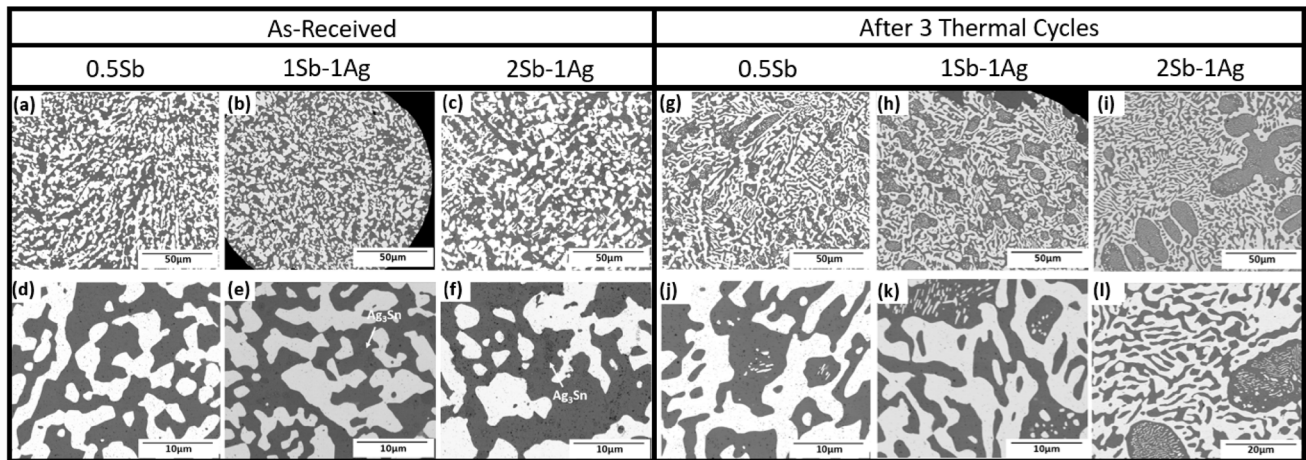 As-Received
After 3 Thermal Cycles
0.5Sb
1Sb-1Ag
2Sb-1Ag
0.5Sb
1Sb-1Ag
2Sb-1Ag
(a)
(b)
(c)
(g)
(h)
(i)
50μm
50μm
50μm
50μm
50μm
50μm
(d)
(e)
(f)
(j)
(k)
(l)
Ag₃Sn
Ag₃Sn
10μm
10μm
10μm
10μm
10μm
20μm